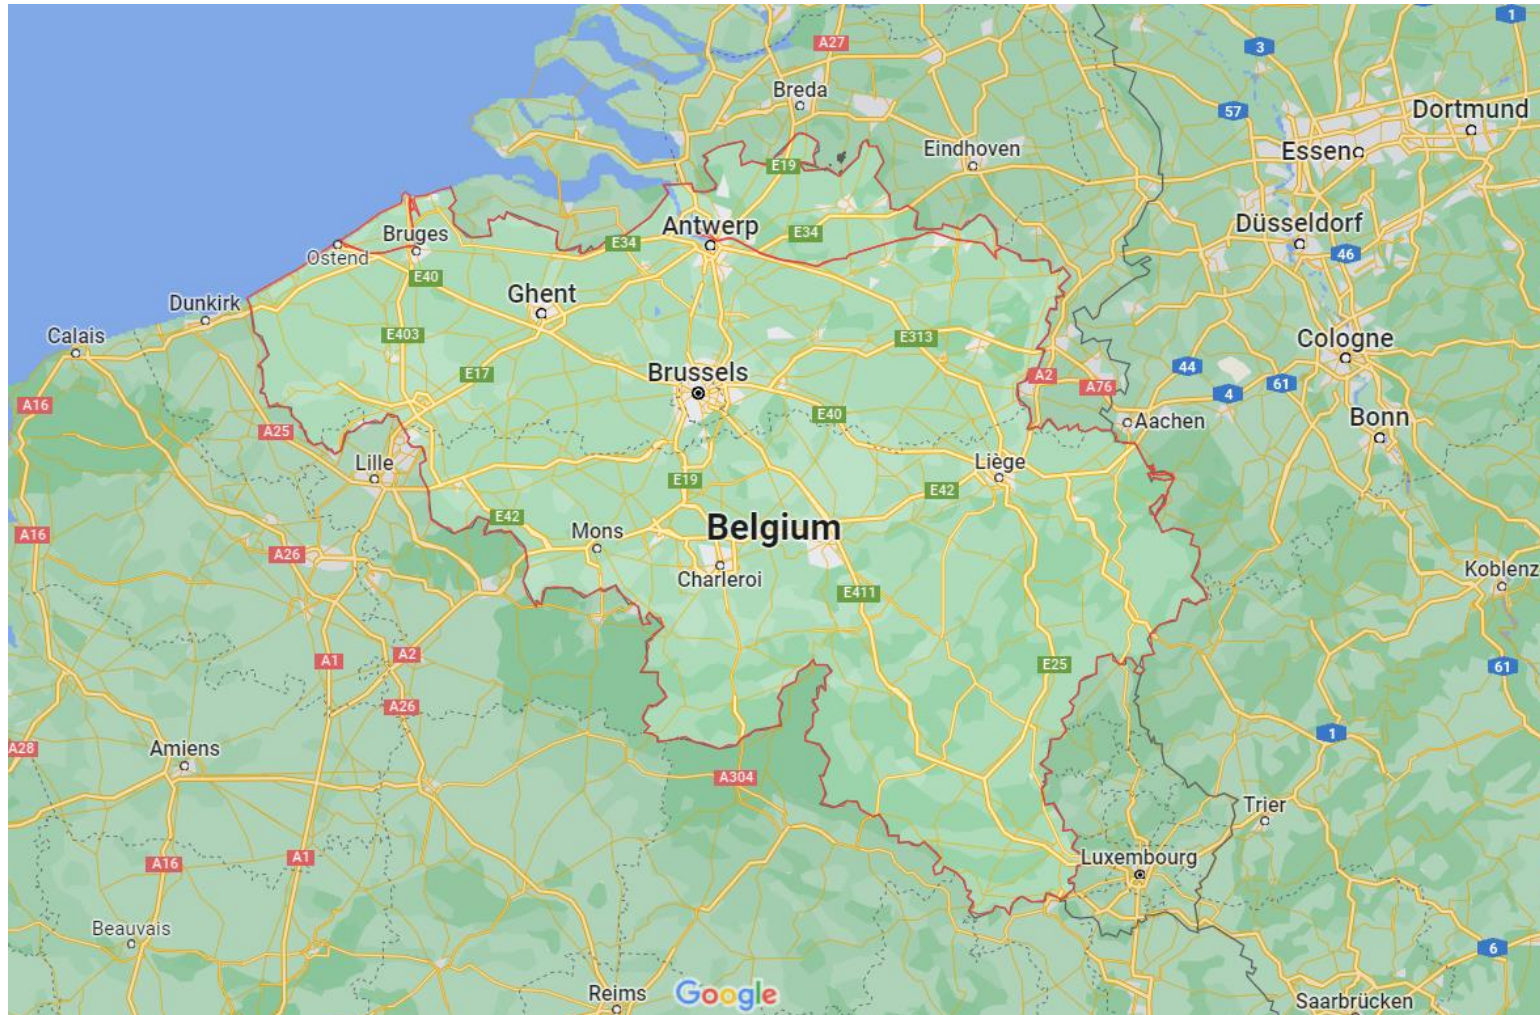 1
A27
3
Breda
57
Dortmund
Eindhoven
Essen
E19
Antwerp
Düsseldorf
Bruges
E34
E34
46
Ostend
E40
Ghent
Dunkirk
Calais
E403
E313
Cologne
Brussels
E17
44
A2
A76
61
4
A16
E40
Bonn
Aachen
A25
Lille
Liège
E19
E42
E42
Belgium
Mons
A16
A26
Charleroi
Koblenz
E411
A1
A2
E25
61
A26
1
A28
Amiens
A304
Trier
A16
A1
Luxembourg
Beauvais
6
Reims
Google
Saarbrücken